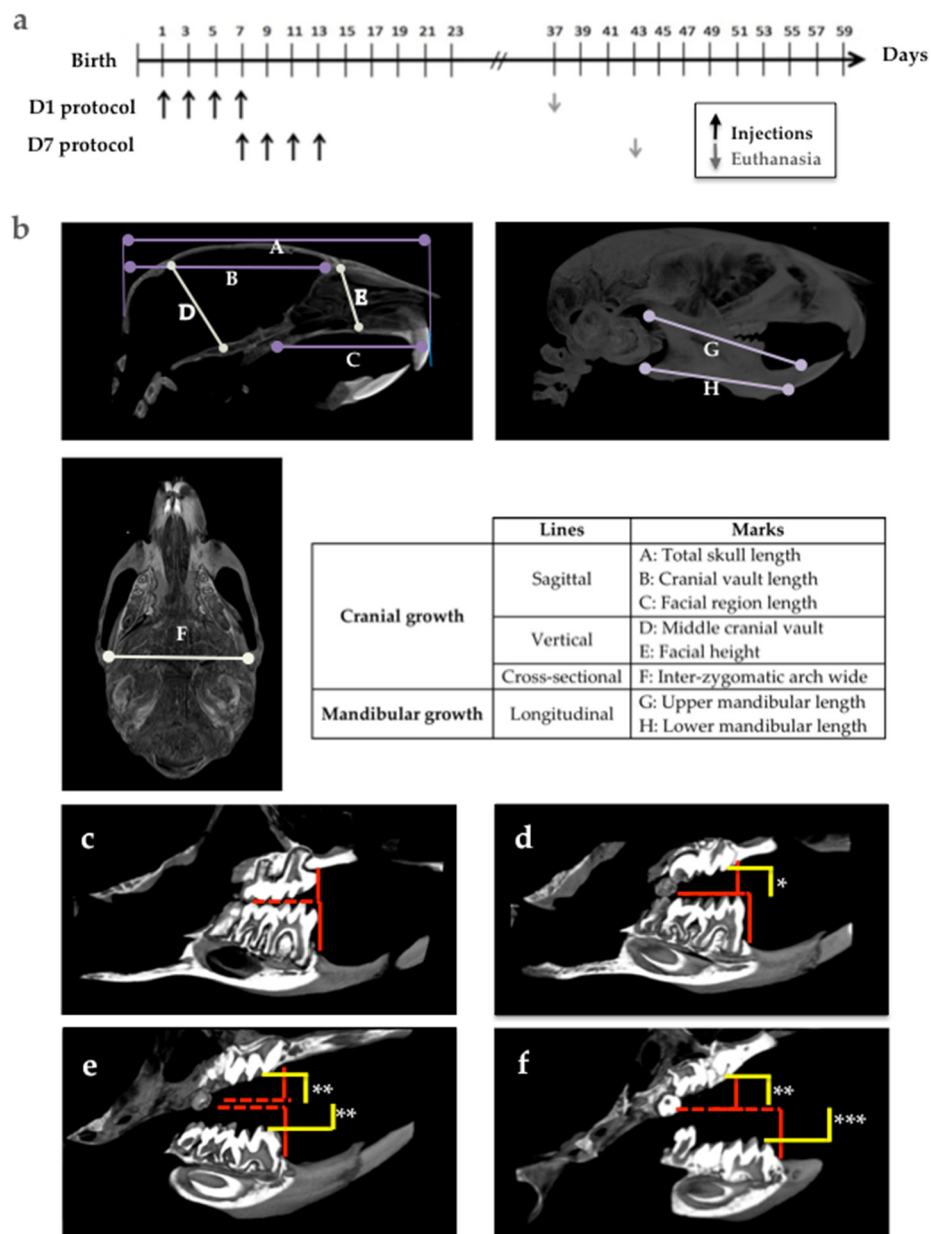 a
1 3 5 7 9 11 13 15 17 19 21 23 37 39 41 43 45 47 49 51 53 55 57 59
Birth
Days
D1 protocol
D7 protocol
Injections
Euthanasia
b
A
B
D
E
C
G
H
F
Lines Marks
Cranial growth
Sagittal
A: Total skull length
B: Cranial vault length
C: Facial region length
Vertical
D: Middle cranial vault
E: Facial height
Cross-sectional F: Inter-zygomatic arch wide
Mandibular growth Longitudinal
G: Upper mandibular length
H: Lower mandibular length
c
d
*
e
**
**
f
**
***